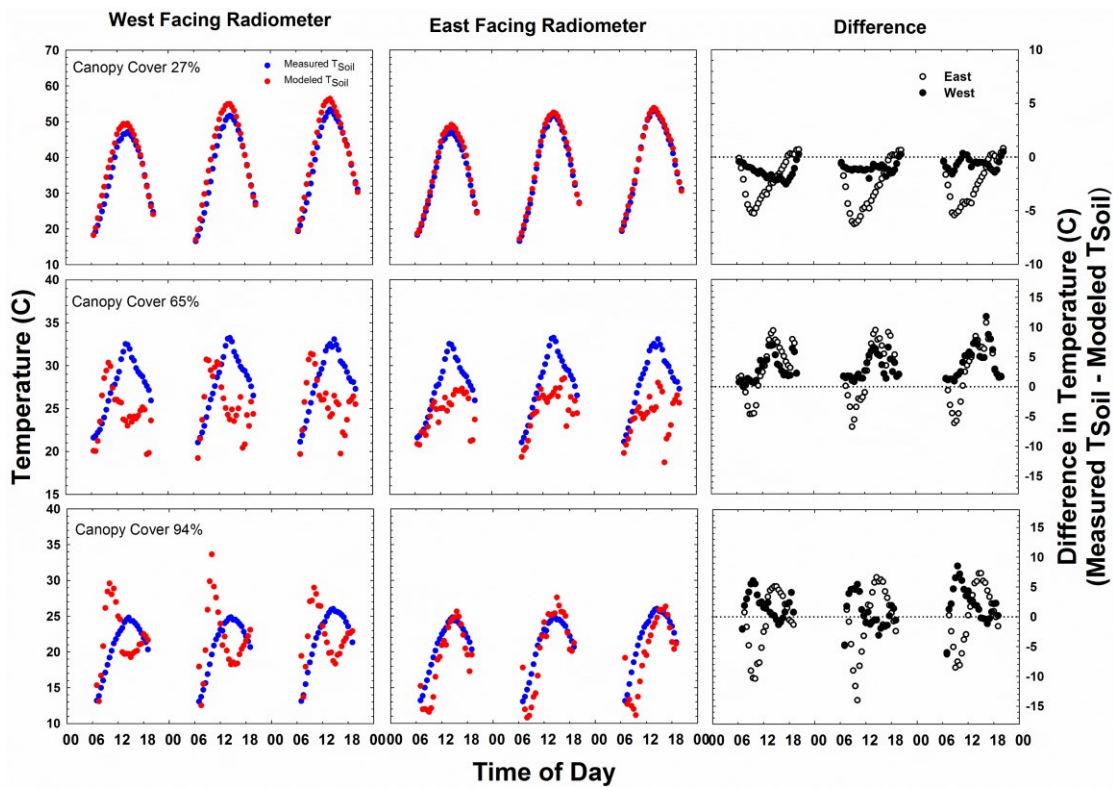 West Facing Radiometer
East Facing Radiometer
Difference
70
60
50
40
30
20
10
Canopy Cover 27%
Measured TSoil
Modeled TSoil
East
West
10
5
0
-5
-10
40
35
30
25
20
15
Canopy Cover 65%
15
10
5
0
-5
-10
-15
40
35
30
25
20
15
10
Canopy Cover 94%
15
10
5
0
-5
-10
-15
00 06 12 18 00 06 12 18 00 06 12 18 00 06 12 18 00 06 12 18 00 06 12 18 00 06 12 18 00 06 12 18 00 06 12 18 00
Time of Day
Temperature (C)
Difference in Temperature (C)
(Measured TSoil - Modeled TSoil)